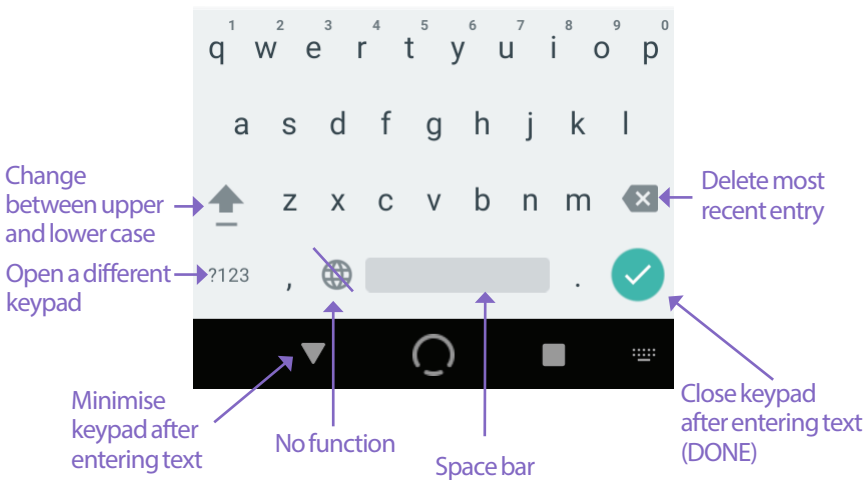 1 2 3 4 5 6 7 8 9 0
q w e r t y u i o p
a s d f g h j k l
Change
between upper
and lower case
z x c v b n m
Delete most
recent entry
Open a different
keypad
?123 , .
Minimise
keypad after
entering text
No function
Space bar
Close keypad
after entering text
(DONE)